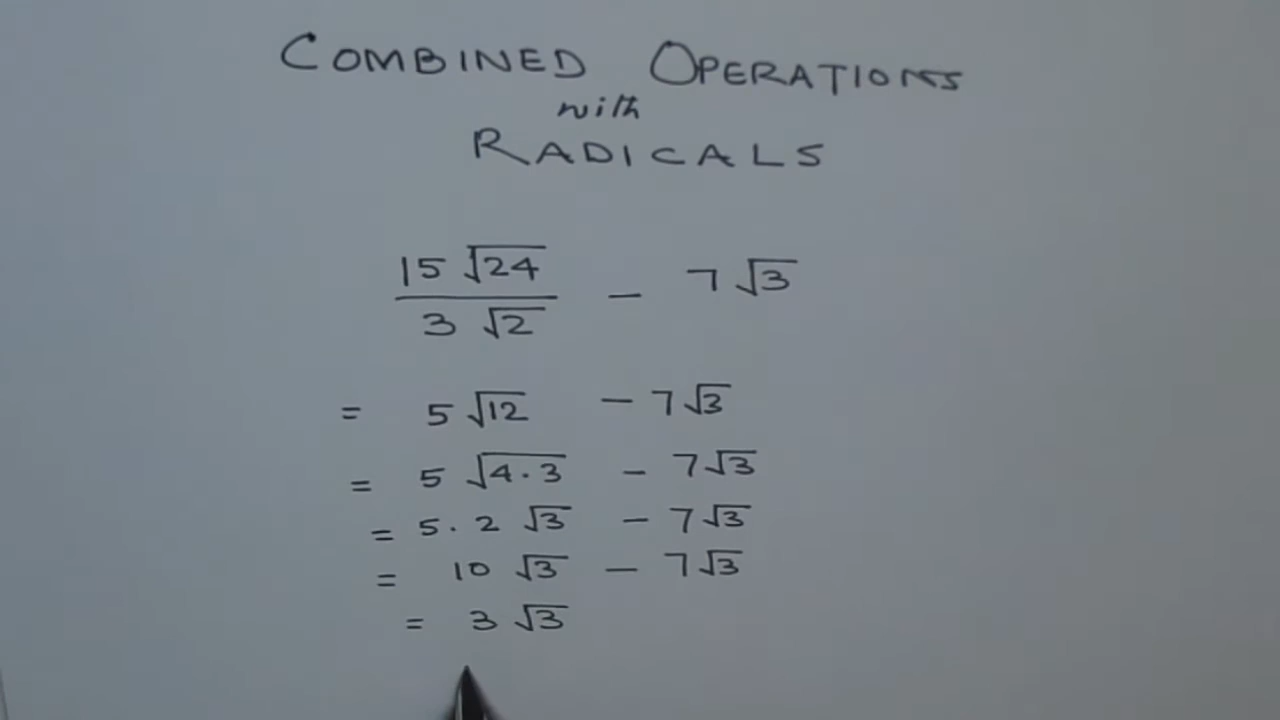 COMBINED OPERATIONS
with
RADICALS
15 √24
3 √2
− 7 √3
= 5 √12 − 7 √3
= 5 √4 . 3 − 7 √3
= 5 . 2 √3 − 7 √3
= 10 √3 − 7 √3
= 3 √3